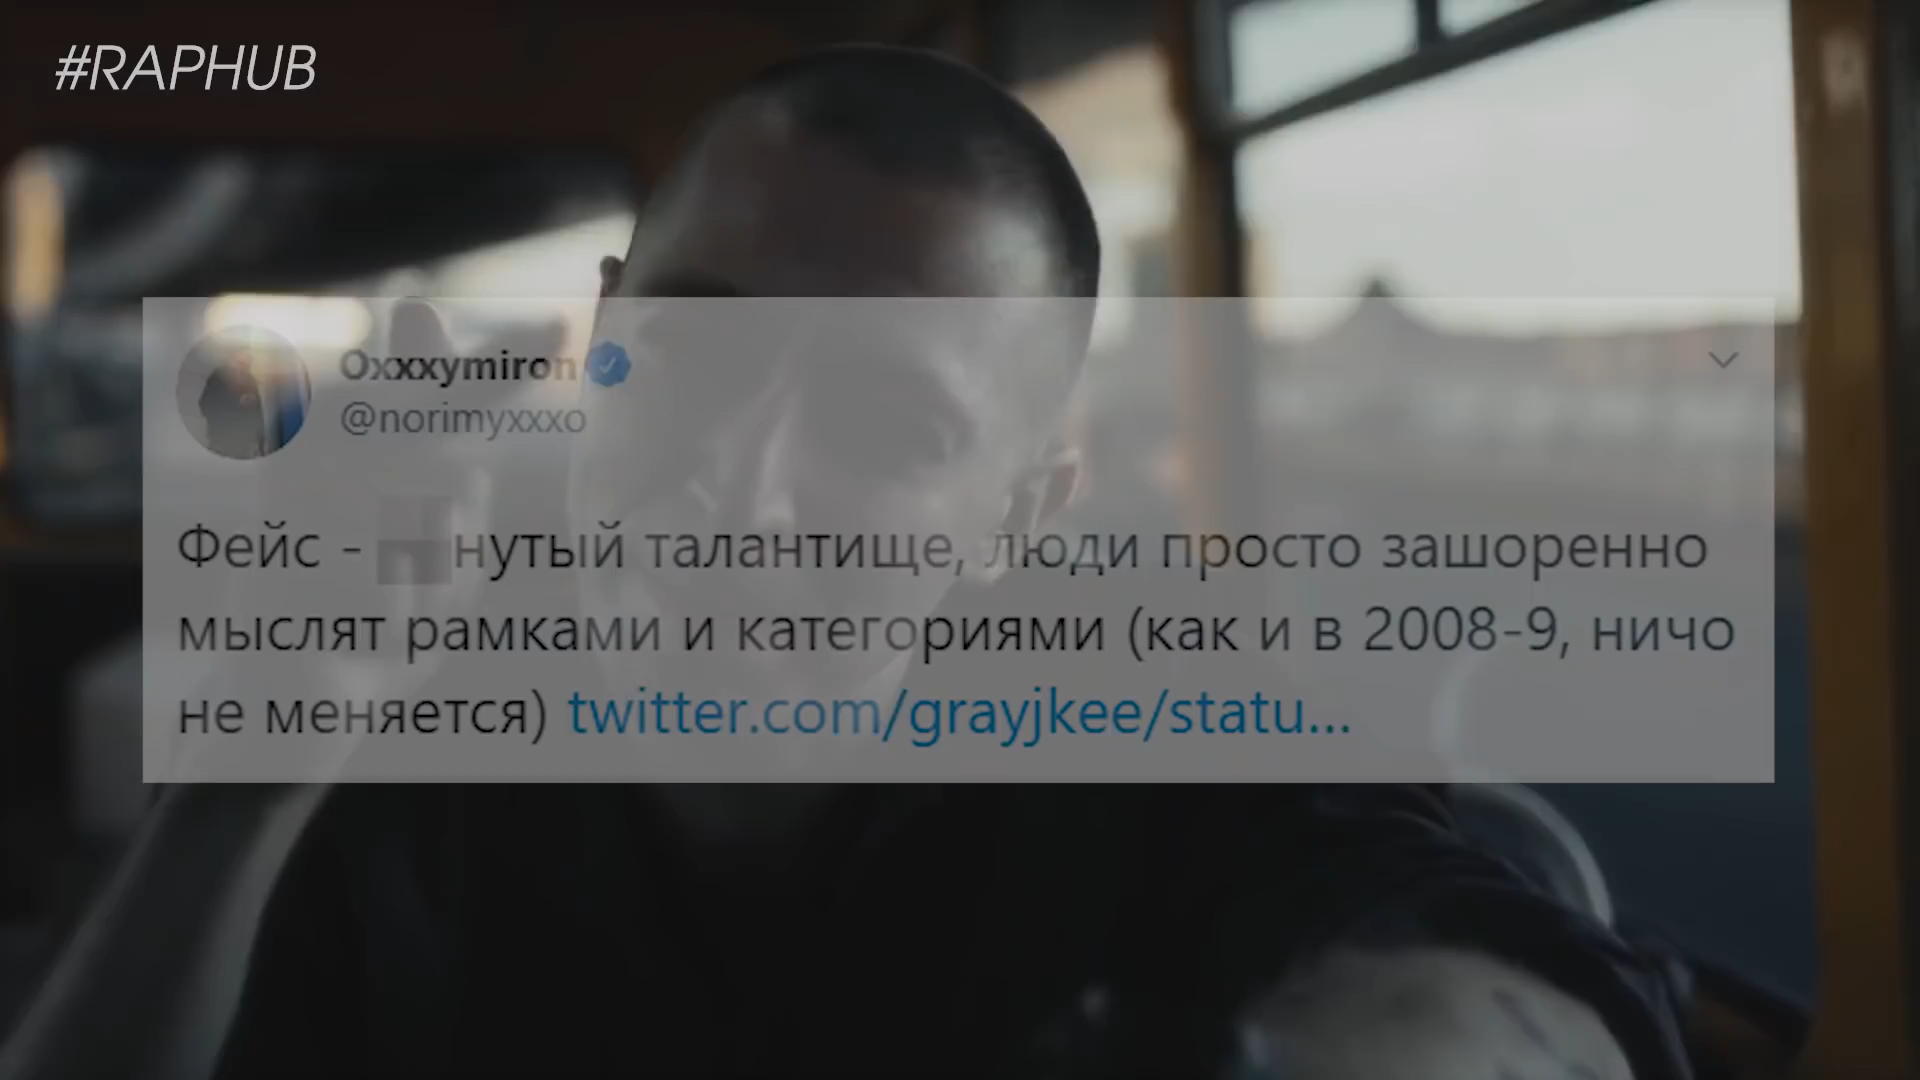 #RAPHUB
Oxxxymiron
@norimyxxxo
Фейс - нутый талантище, люди просто зашоренно
мыслят рамками и категориями (как и в 2008-9, ничо
не меняется) twitter.com/grayjkee/statu...